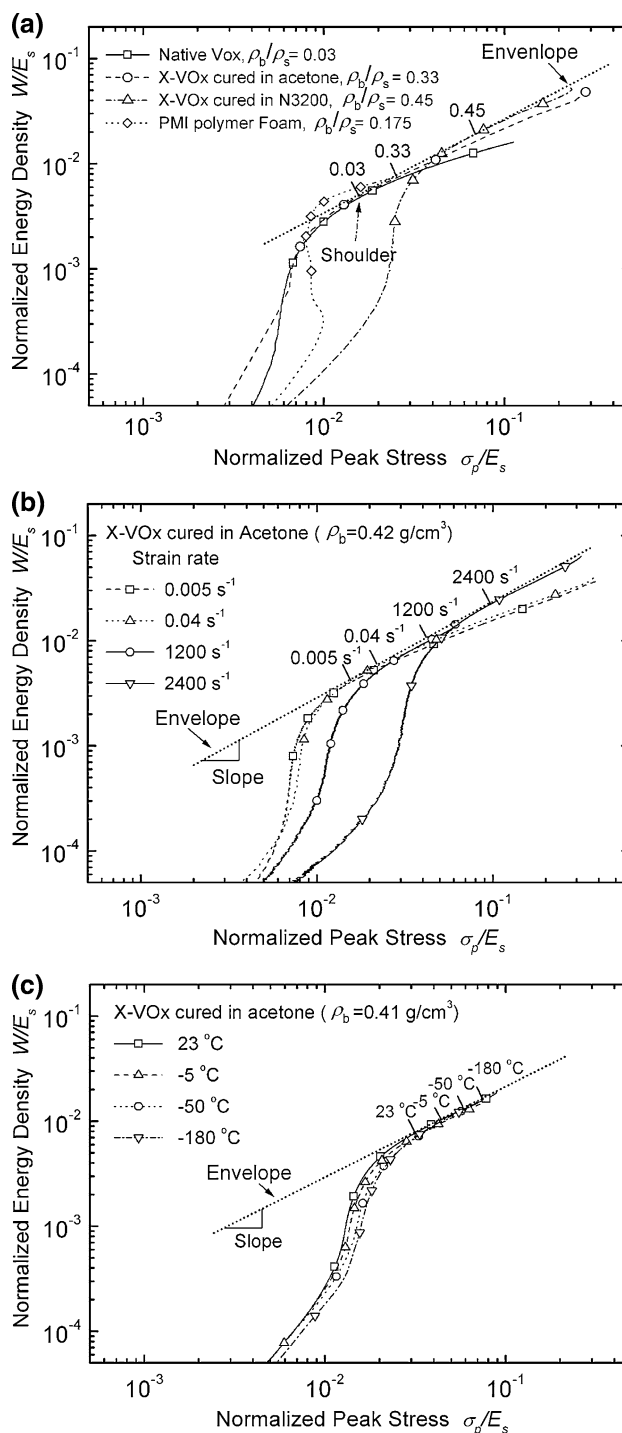 (a)
10⁻¹
10⁻²
10⁻³
10⁻⁴
Normalized Energy Density W/Eₛ
Native Vox, ρb/ρs = 0.03
X-VOx cured in acetone, ρb/ρs = 0.33
X-VOx cured in N3200, ρb/ρs = 0.45
PMI polymer Foam, ρb/ρs = 0.175
Envenlope
0.45
0.33
0.03
Shoulder
10⁻³ 10⁻² 10⁻¹
Normalized Peak Stress σp/Es
(b)
10⁻¹
10⁻²
10⁻³
10⁻⁴
Normalized Energy Density W/Eₛ
X-VOx cured in Acetone ( ρb=0.42 g/cm³)
Strain rate
0.005 s⁻¹
0.04 s⁻¹
1200 s⁻¹
2400 s⁻¹
2400 s⁻¹
1200 s⁻¹
0.04 s⁻¹
0.005 s⁻¹
Envelope
Slope
10⁻³ 10⁻² 10⁻¹
Normalized Peak Stress σp/Es
(c)
10⁻¹
10⁻²
10⁻³
10⁻⁴
Normalized Energy Density W/Eₛ
X-VOx cured in acetone ( ρb=0.41 g/cm³)
23 °C
-5 °C
-50 °C
-180 °C
-180 °C
-50 °C
-5 °C
23 °C
Envelope
Slope
10⁻³ 10⁻² 10⁻¹
Normalized Peak Stress σp/Es